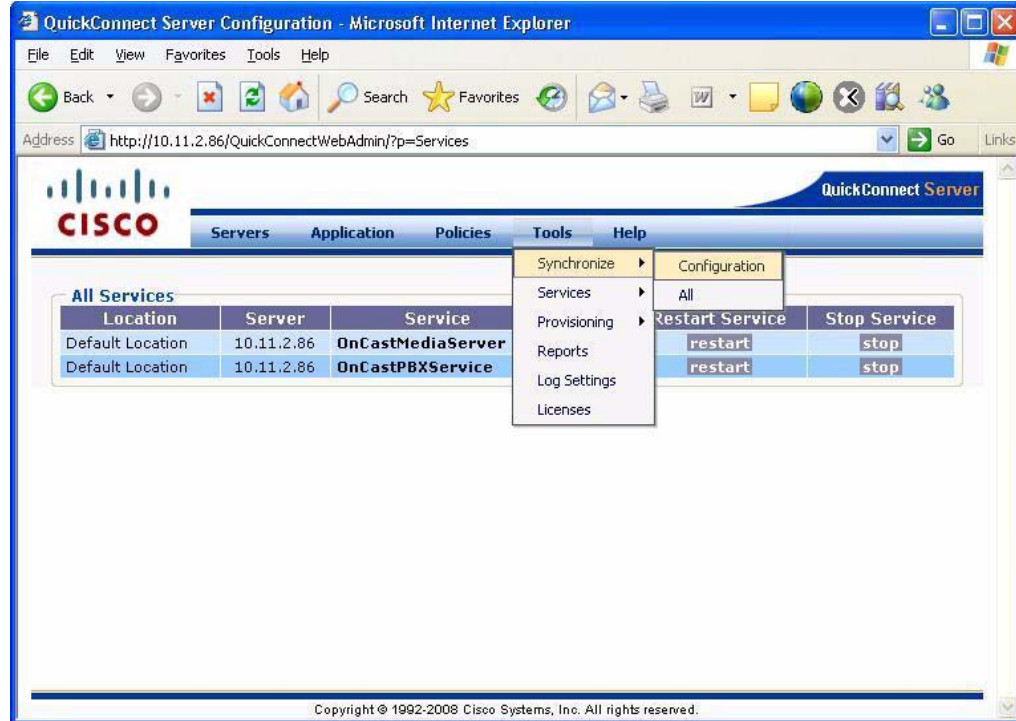 QuickConnect Server Configuration - Microsoft Internet Explorer
File Edit View Favorites Tools Help
Back Search Favorites
Address http://10.11.2.86/QuickConnectWebAdmin/?p=Services Go Links
QuickConnect Server
CISCO
Servers Application Policies Tools Help
Synchronize Configuration
All Services
Services All
Location Server Service Restart Service Stop Service
Provisioning
Default Location 10.11.2.86 OnCastMediaServer restart stop
Reports
Default Location 10.11.2.86 OnCastPBXService restart stop
Log Settings
Licenses
Copyright © 1992-2008 Cisco Systems, Inc. All rights reserved.